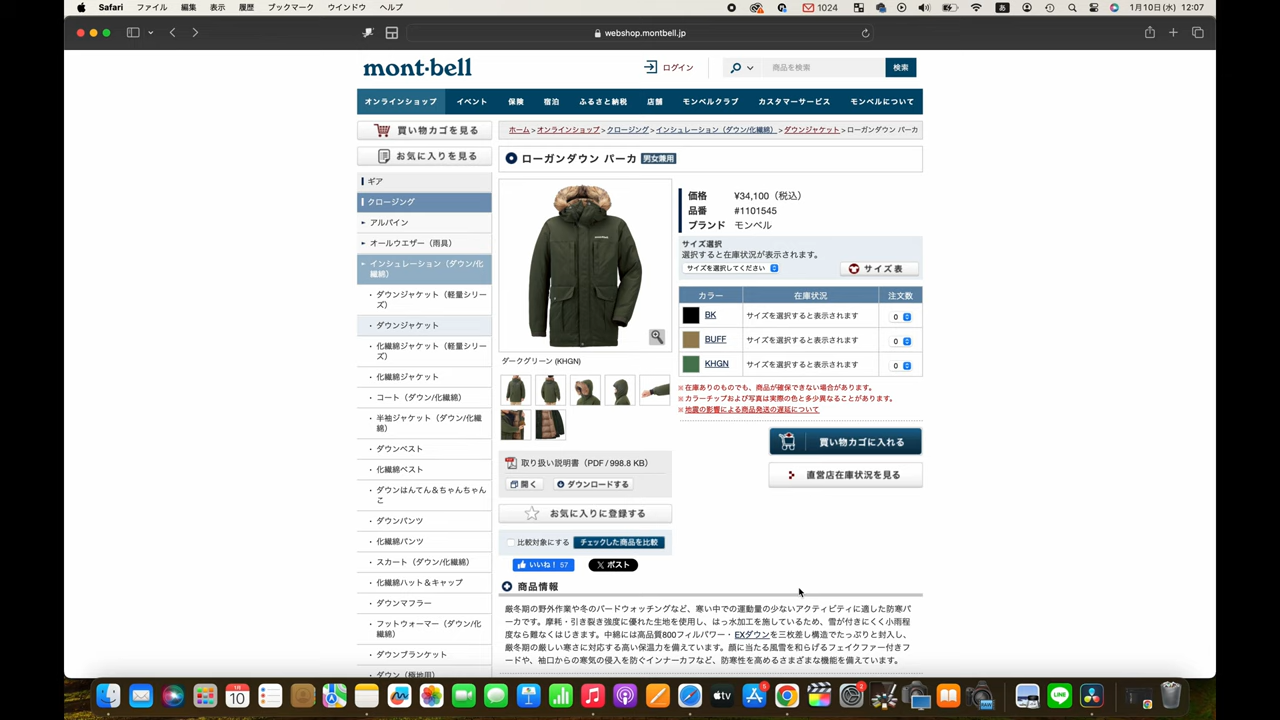 Safari ファイル 編集 表示 履歴 ブックマーク ウインドウ ヘルプ 1024 あ 1月10日(水) 12:07
webshop.montbell.jp
mont·bell ログイン 商品を検索 検索
オンラインショップ イベント 保険 宿泊 ふるさと納税 店舗 モンベルクラブ カスタマーサービス モンベルについて
買い物カゴを見る
お気に入りを見る
ギア
クロージング
アルパイン
オールウエザー（雨具）
インシュレーション（ダウン/化
繊綿）
ダウンジャケット（軽量シリー
ズ）
ダウンジャケット
化繊綿ジャケット（軽量シリー
ズ）
化繊綿ジャケット
コート（ダウン/化繊綿）
半袖ジャケット（ダウン/化繊
綿）
ダウンベスト
化繊綿ベスト
ダウンはんてん＆ちゃんちゃん
こ
ダウンパンツ
化繊綿パンツ
スカート（ダウン/化繊綿）
化繊綿ハット＆キャップ
ダウンマフラー
フットウォーマー（ダウン/化
繊綿）
ダウンブランケット
ダウン（極地用）
ホーム > オンラインショップ > クロージング > インシュレーション（ダウン/化繊綿） > ダウンジャケット > ローガンダウン パーカ
ローガンダウン パーカ 男女兼用
ダークグリーン (KHGN)
取り扱い説明書（PDF / 998.8 KB）
開く ダウンロードする
お気に入りに登録する
比較対象にする チェックした商品を比較
いいね！ 57 ポスト
価格 ¥34,100（税込）
品番 #1101545
ブランド モンベル
サイズ選択
選択すると在庫状況が表示されます。
サイズを選択してください サイズ表
カラー 在庫状況 注文数
BK サイズを選択すると表示されます 0
BUFF サイズを選択すると表示されます 0
KHGN サイズを選択すると表示されます 0
※在庫ありのものでも、商品が確保できない場合があります。
※カラーチップおよび写真は実際の色と多少異なることがあります。
※地震の影響による商品発送の遅延について
買い物カゴに入れる
直営店在庫状況を見る
商品情報
厳冬期の野外作業や冬のバードウォッチングなど、寒い中での運動量の少ないアクティビティに適した防寒パ
ーカです。摩耗・引き裂き強度に優れた生地を使用し、はっ水加工を施しているため、雪が付きにくく小雨程
度なら難なくはじきます。中綿には高品質800フィルパワー・EXダウンを三枚差し構造でたっぷりと封入し、
厳冬期の厳しい寒さに対応する高い保温力を備えています。顔に当たる風雪を和らげるフェイクファー付きフ
ードや、袖口からの寒気の侵入を防ぐインナーカフなど、防寒性を高めるさまざまな機能を備えています。